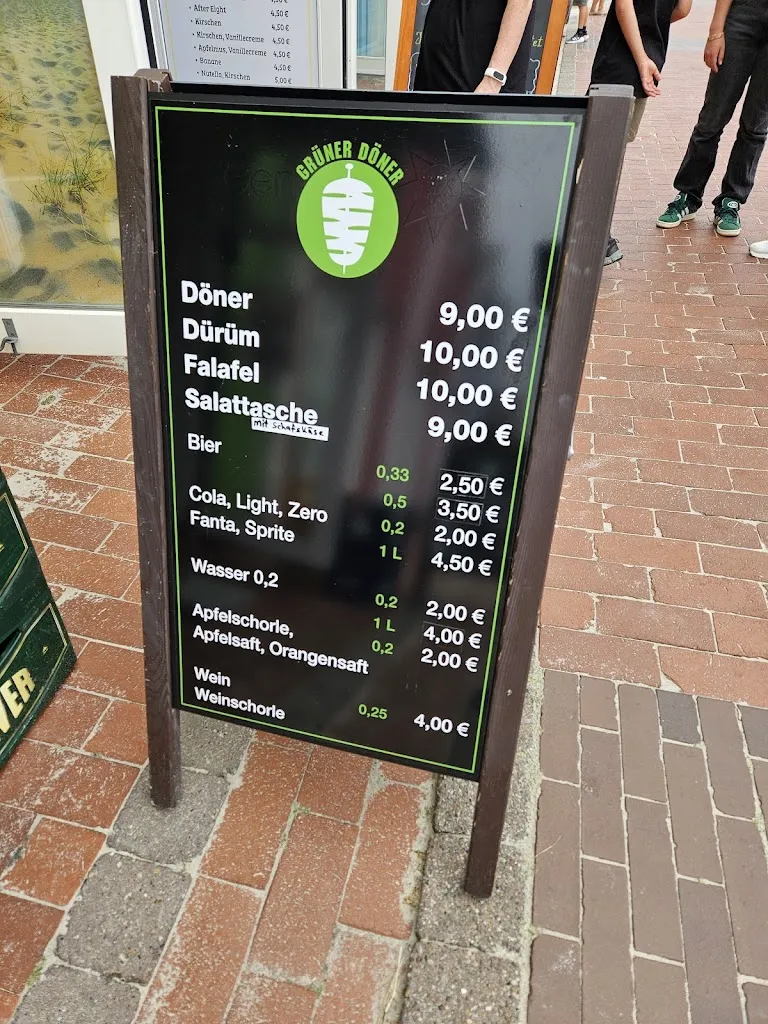 4,50 €
• After Eight 4,50 €
• Kirschen 4,50 €
• Kirschen, Vanillecreme 4,50 €
• Apfelmus, Vanillecreme 4,50 €
• Banane 4,50 €
• Nutella, Kirschen 5,00 €
GRÜNER DÖNER
Döner 9,00 €
Dürüm 10,00 €
Falafel 10,00 €
Salattasche 9,00 €
mit Schafskäse
Bier
0,33 2,50 €
0,5 3,50 €
Cola, Light, Zero 0,2 2,00 €
Fanta, Sprite 1 L 4,50 €
Wasser 0,2
0,2 2,00 €
1 L 4,00 €
Apfelschorle, 0,2 2,00 €
Apfelsaft, Orangensaft
Wein
Weinschorle 0,25 4,00 €
VER